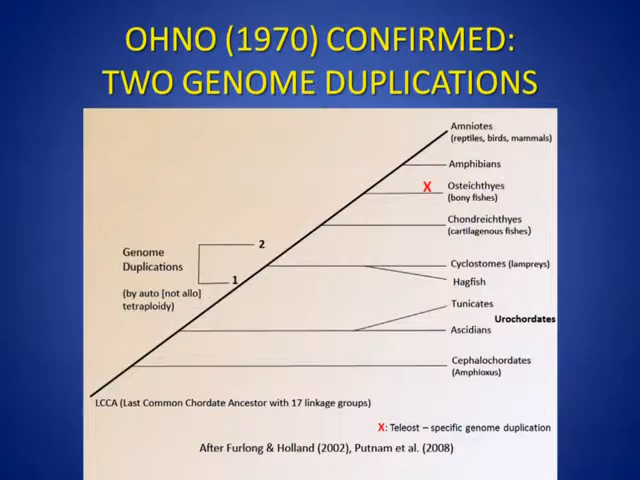 OHNO (1970) CONFIRMED:
TWO GENOME DUPLICATIONS
Amniotes
(reptiles, birds, mammals)
Amphibians
X
Osteichthyes
(bony fishes)
Chondreichthyes
(cartilagenous fishes)
2
Genome
Duplications
Cyclostomes (lampreys)
1
Hagfish
(by auto [not allo]
tetraploidy)
Tunicates
Urochordates
Ascidians
Cephalochordates
(Amphioxus)
LCCA (Last Common Chordate Ancestor with 17 linkage groups)
X: Teleost – specific genome duplication
After Furlong & Holland (2002), Putnam et al. (2008)